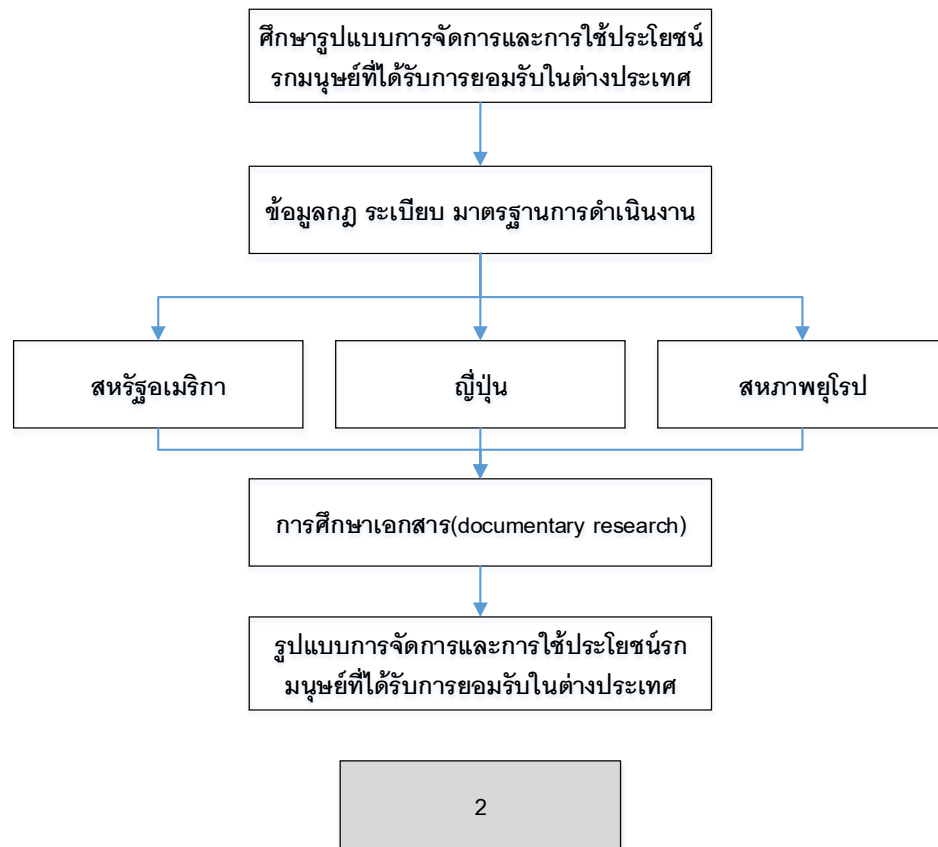 ศึกษารูปแบบการจัดการและการใช้ประโยชน์
รกมนุษย์ที่ได้รับการยอมรับในต่างประเทศ
ข้อมูลกฎ ระเบียบ มาตรฐานการดำเนินงาน
สหรัฐอเมริกา
ญี่ปุ่น
สหภาพยุโรป
การศึกษาเอกสาร(documentary research)
รูปแบบการจัดการและการใช้ประโยชน์รก
มนุษย์ที่ได้รับการยอมรับในต่างประเทศ
2